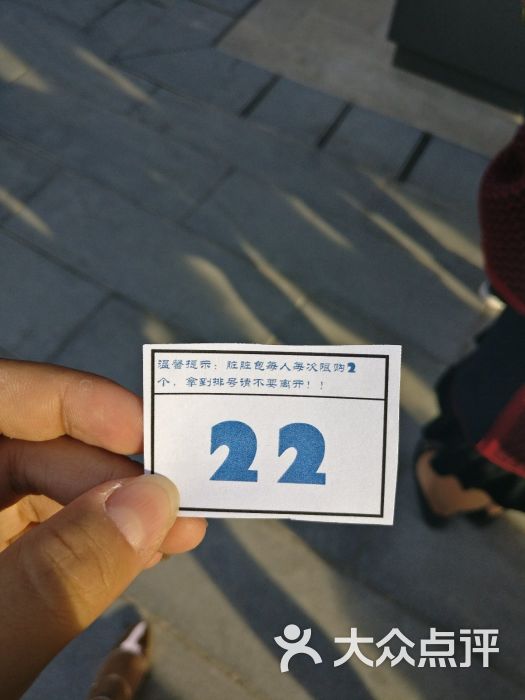 温馨提示：脏脏包每人每次限购2
个，拿到排号请不要离开！！
22
大众点评